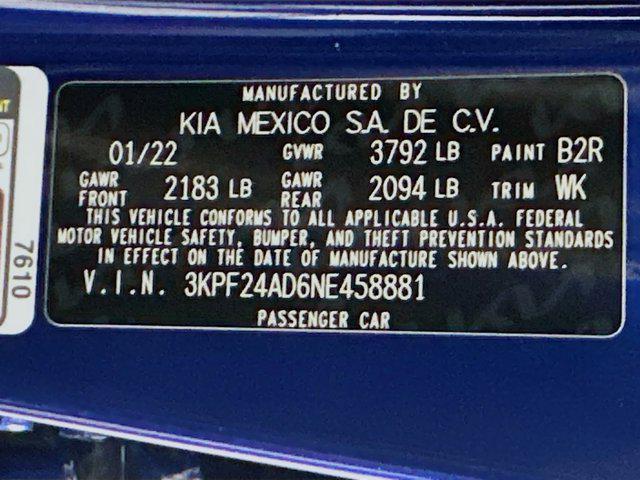 MANUFACTURED BY
KIA MEXICO S.A. DE C.V.
01/22 GVWR 3792 LB PAINT B2R
GAWR FRONT 2183 LB GAWR REAR 2094 LB TRIM WK
THIS VEHICLE CONFORMS TO ALL APPLICABLE U.S.A. FEDERAL
MOTOR VEHICLE SAFETY, BUMPER, AND THEFT PREVENTION STANDARDS
IN EFFECT ON THE DATE OF MANUFACTURE SHOWN ABOVE.
V.I.N. 3KPF24AD6NE458881
PASSENGER CAR
7610